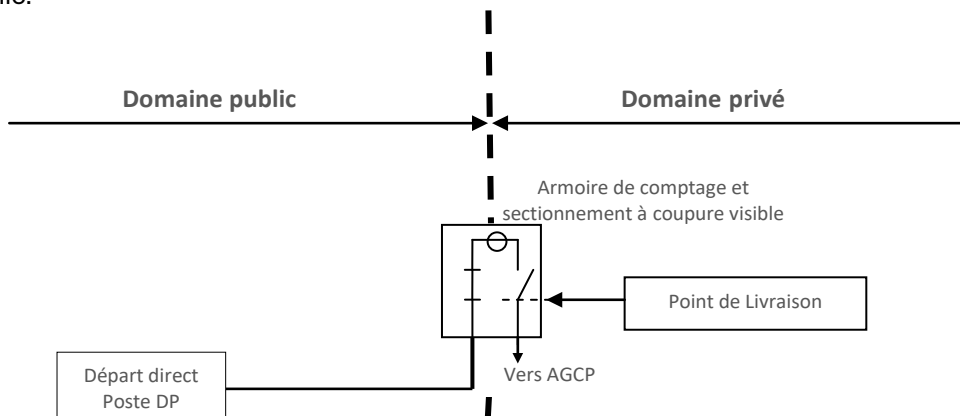 Domaine public
Domaine privé
Armoire de comptage et
sectionnement à coupure visible
Point de Livraison
Vers AGCP
Départ direct
Poste DP